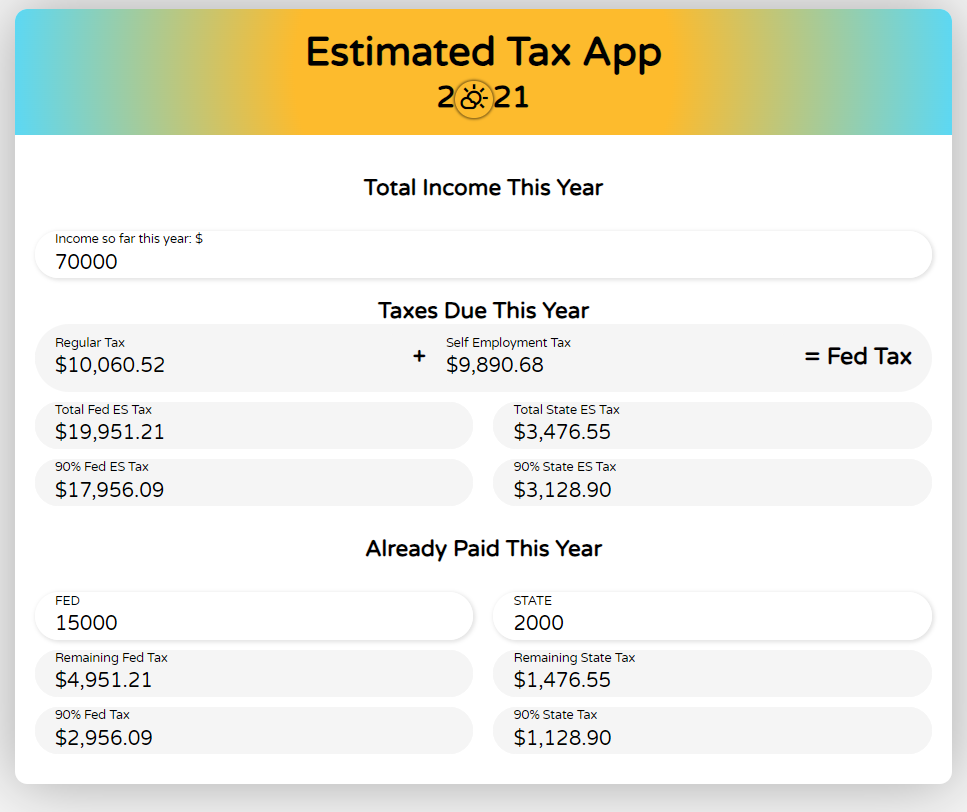 Estimated Tax App
2 21
Total Income This Year
Income so far this year: $
70000
Taxes Due This Year
Regular Tax
$10,060.52
+
Self Employment Tax
$9,890.68
= Fed Tax
Total Fed ES Tax
$19,951.21
Total State ES Tax
$3,476.55
90% Fed ES Tax
$17,956.09
90% State ES Tax
$3,128.90
Already Paid This Year
FED
15000
STATE
2000
Remaining Fed Tax
$4,951.21
Remaining State Tax
$1,476.55
90% Fed Tax
$2,956.09
90% State Tax
$1,128.90